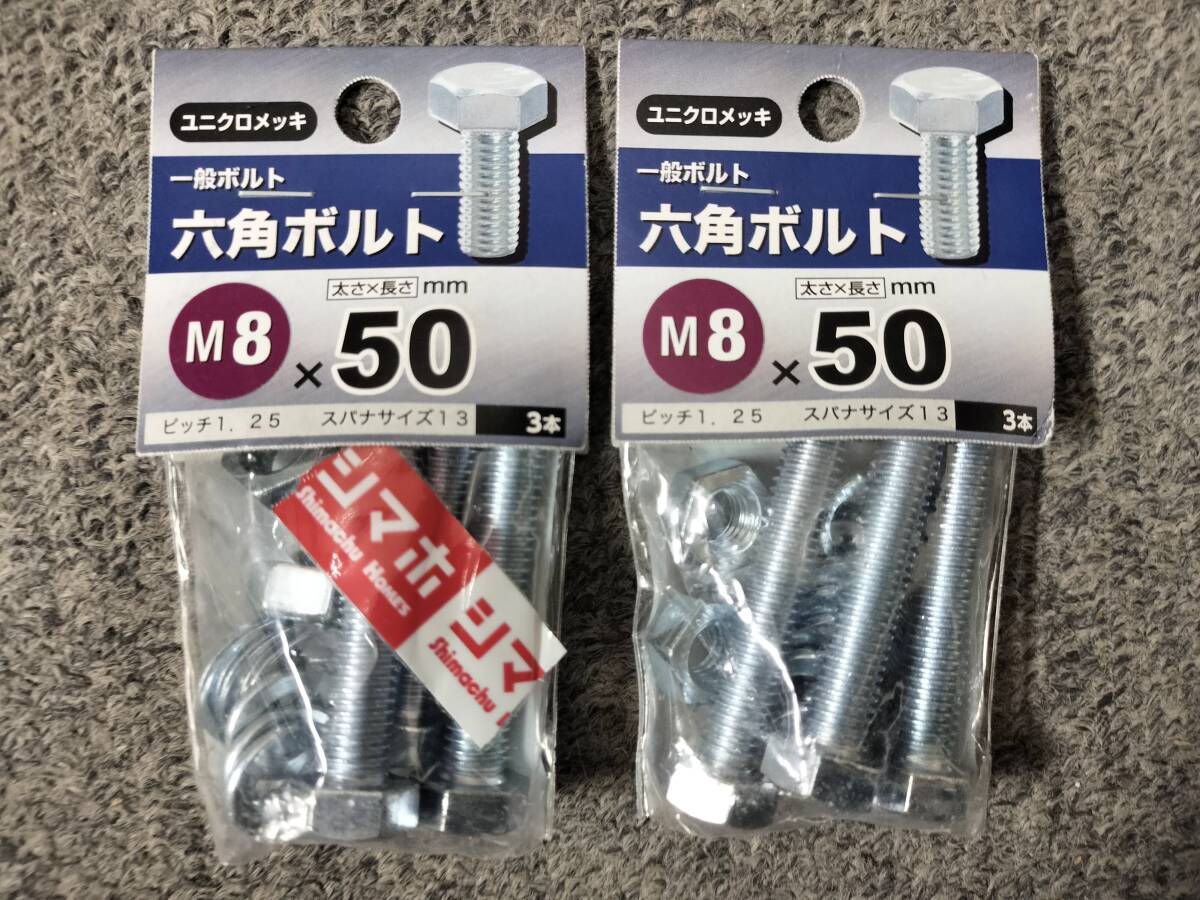 ユニクロメッキ
一般ボルト
六角ボルト
太さ×長さ mm
M8 × 50
ピッチ1.25 スパナサイズ13 3本
シマホ シマ
Shimachu HOMES Shimachu
ユニクロメッキ
一般ボルト
六角ボルト
太さ×長さ mm
M8 × 50
ピッチ1.25 スパナサイズ13 3本